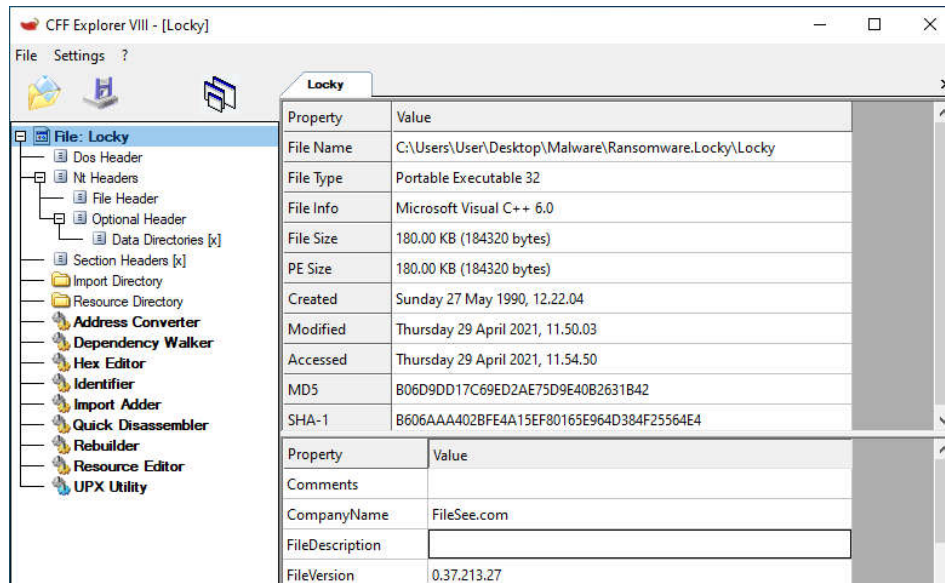 CFF Explorer VIII - [Locky]
File Settings ?
Locky
File: Locky
Dos Header
Nt Headers
File Header
Optional Header
Data Directories [x]
Section Headers [x]
Import Directory
Resource Directory
Address Converter
Dependency Walker
Hex Editor
Identifier
Import Adder
Quick Disassembler
Rebuilder
Resource Editor
UPX Utility
Property Value
File Name C:\Users\User\Desktop\Malware\Ransomware.Locky\Locky
File Type Portable Executable 32
File Info Microsoft Visual C++ 6.0
File Size 180.00 KB (184320 bytes)
PE Size 180.00 KB (184320 bytes)
Created Sunday 27 May 1990, 12.22.04
Modified Thursday 29 April 2021, 11.50.03
Accessed Thursday 29 April 2021, 11.54.50
MD5 B06D9DD17C69ED2AE75D9E40B2631B42
SHA-1 B606AAA402BFE4A15EF80165E964D384F25564E4
Property Value
Comments
CompanyName FileSee.com
FileDescription
FileVersion 0.37.213.27